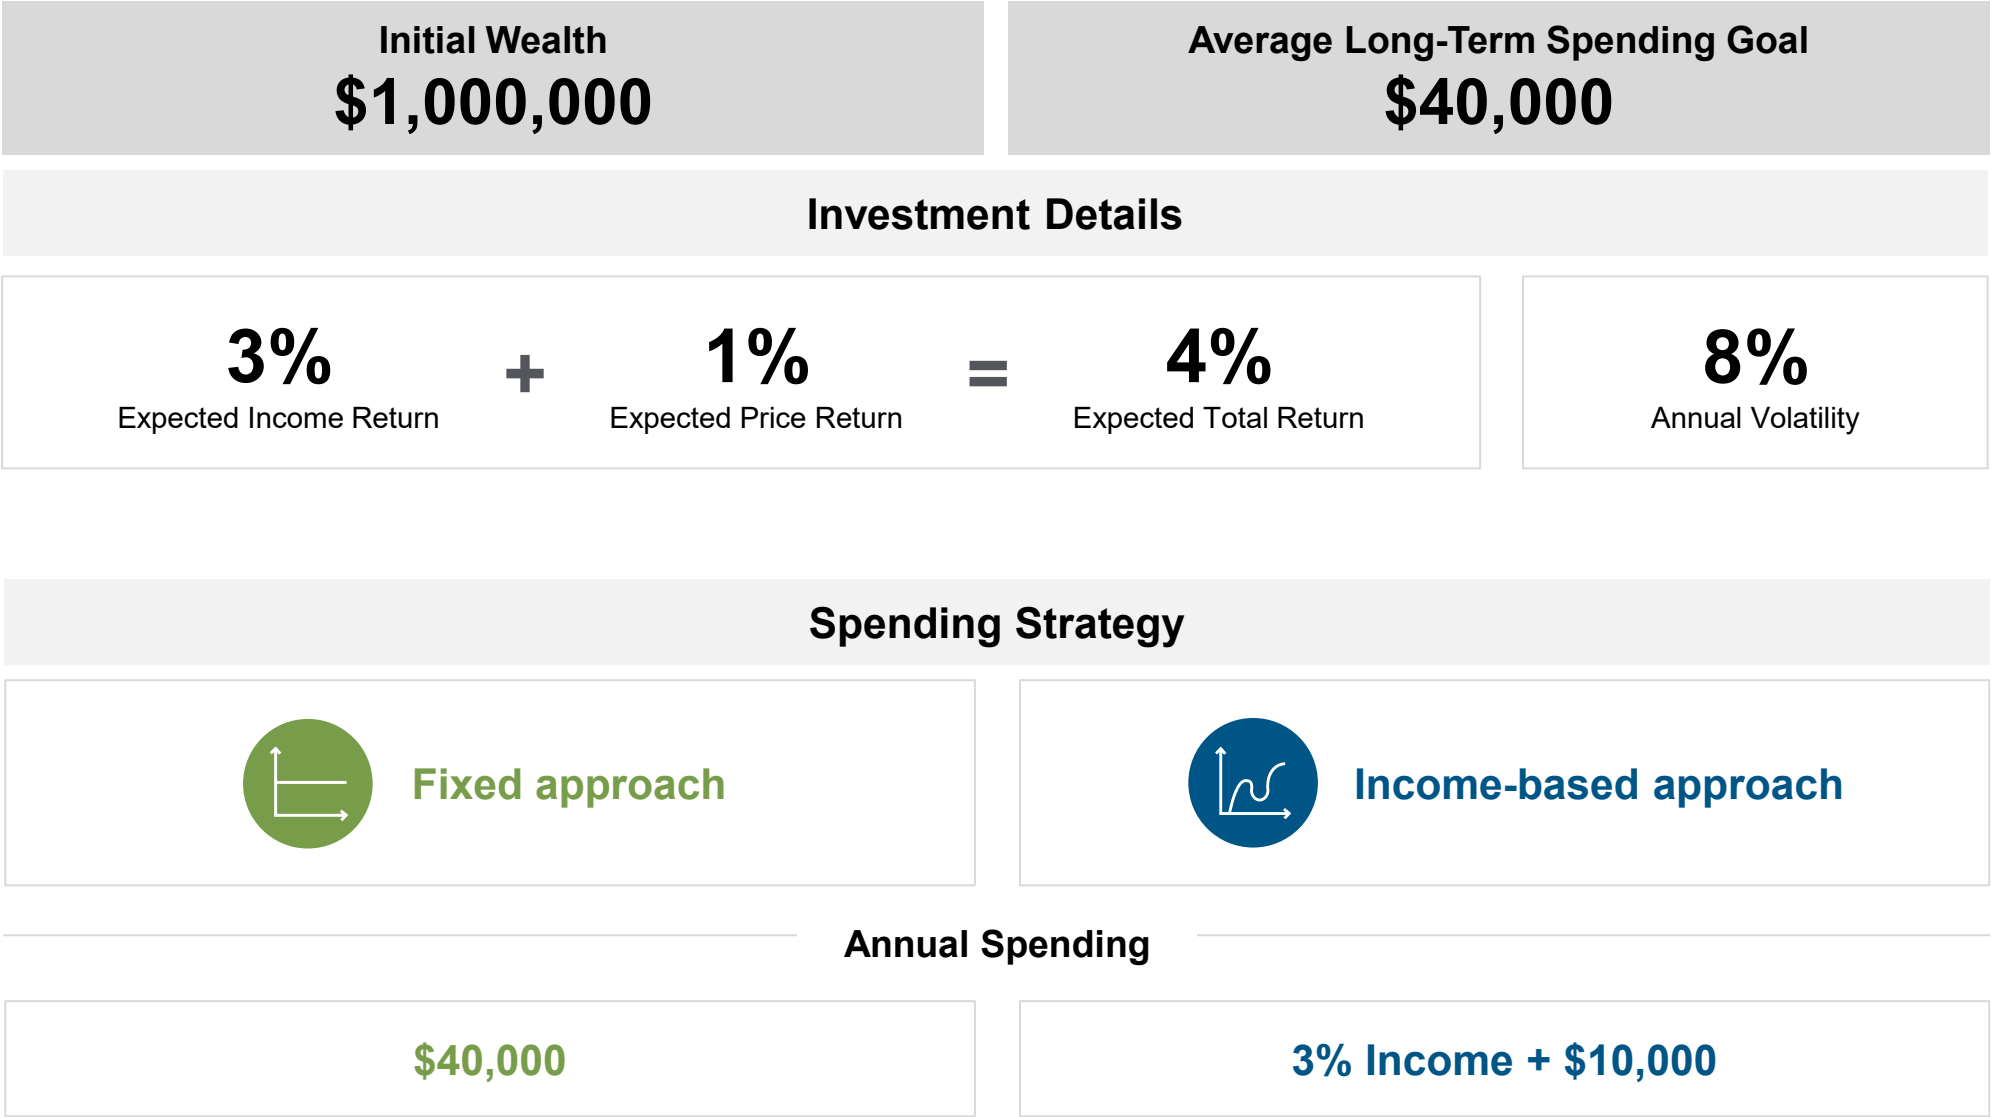 Initial Wealth
$1,000,000
Average Long-Term Spending Goal
$40,000
Investment Details
3%
Expected Income Return
+
1%
Expected Price Return
=
4%
Expected Total Return
8%
Annual Volatility
Spending Strategy
Fixed approach
Income-based approach
Annual Spending
$40,000
3% Income + $10,000